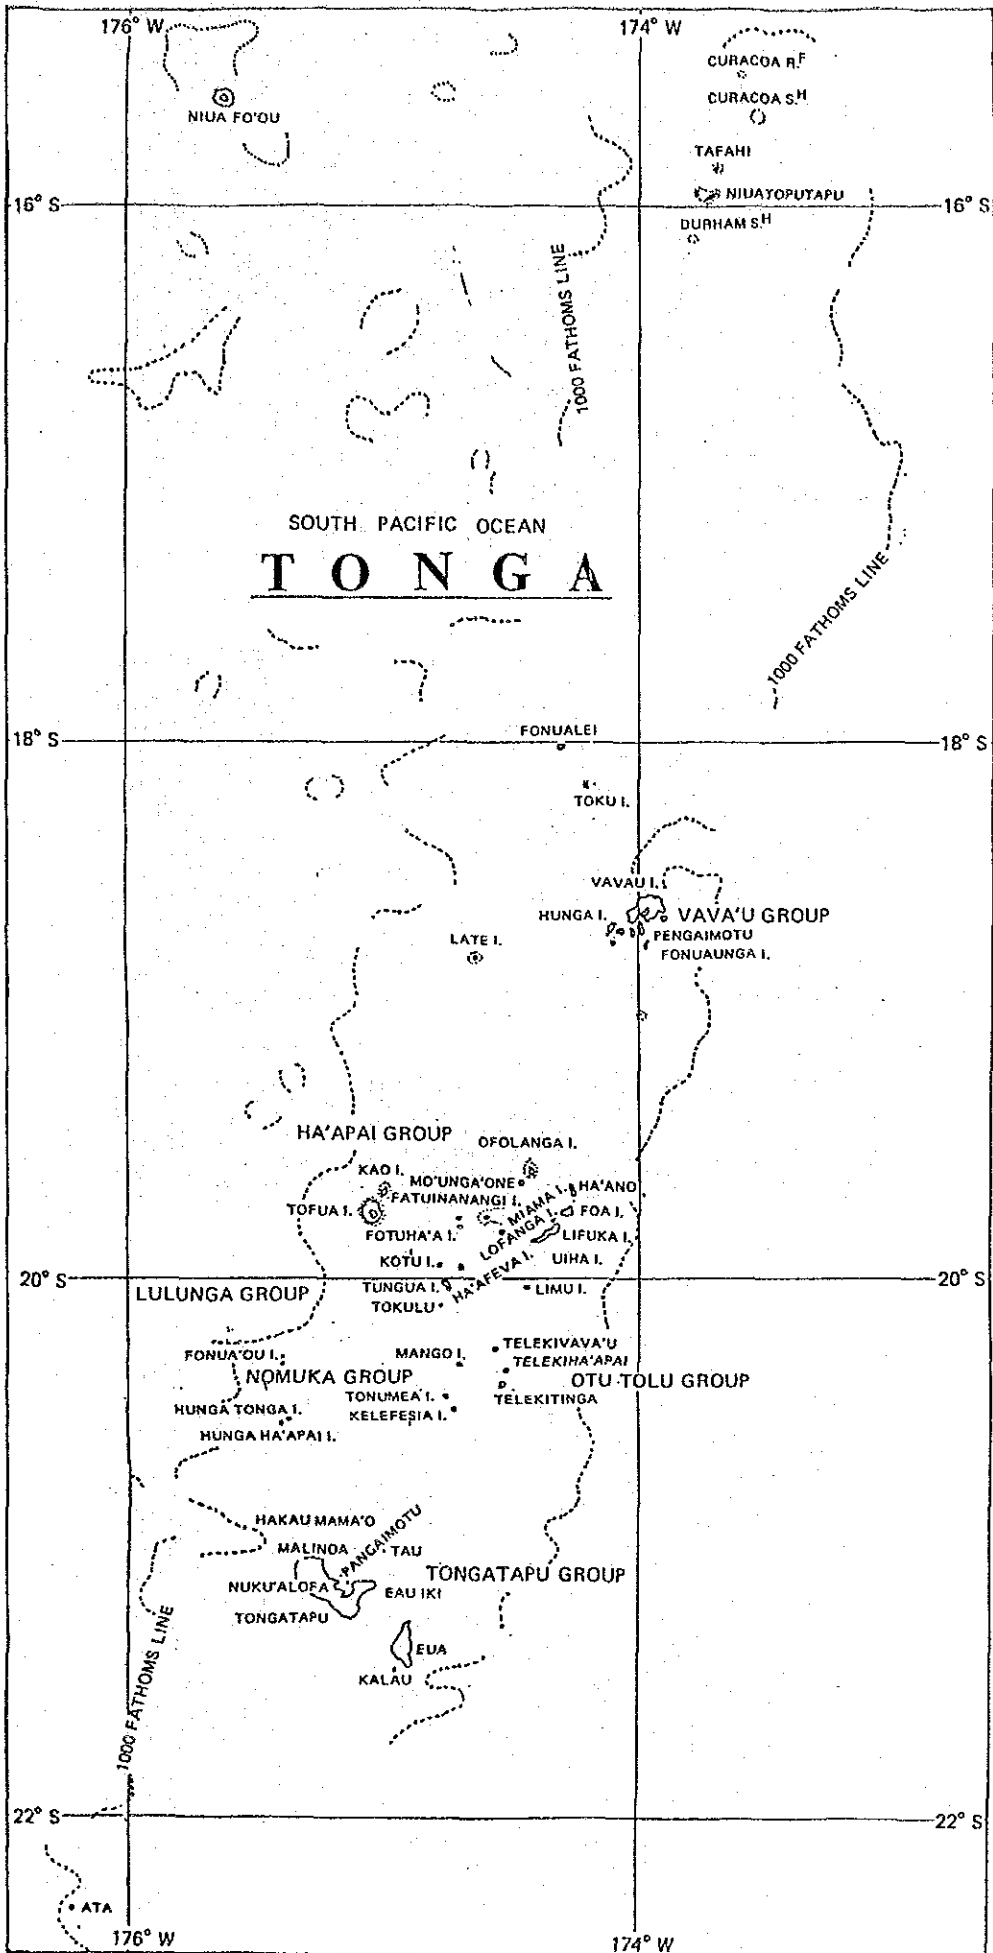 176° W
174° W
CURACOA R.F
CURACOA S.H
NIUA FO'OU
TAFAHI
NIUATOPUTAPU
16° S
16° S
DURHAM S.H
1000 FATHOMS LINE
SOUTH PACIFIC OCEAN
TONGA
1000 FATHOMS LINE
FONUALEI
18° S
18° S
TOKU I.
VAVAU I.
HUNGA I.
VAVA'U GROUP
PENGAIMOTU
LATE I.
FONUAUNGA I.
HA'APAI GROUP
OFOLANGA I.
KAO I.
MO'UNGA'ONE
MIAMA I.
HA'ANO
FATUINANANGI I.
TOFUA I.
LOFANGA I.
FOA I.
FOTUHA'A I.
LIFUKA I.
KOTU I.
HA'AFEVA I.
UIHA I.
20° S
20° S
TUNGUA I.
LIMU I.
LULUNGA GROUP
TOKULU
TELEKIVAVA'U
FONUA'OU I.
MANGO I.
TELEKIHA'APAI
NOMUKA GROUP
OTU TOLU GROUP
TONUMEA I.
TELEKITINGA
HUNGA TONGA I.
KELEFESIA I.
HUNGA HA'APAI I.
HAKAU MAMA'O
PANGAIMOTU
MALINOA
TAU
TONGATAPU GROUP
NUKU'ALOFA
EAU IKI
TONGATAPU
EUA
KALAU
1000 FATHOMS LINE
22° S
22° S
ATA
176° W
174° W